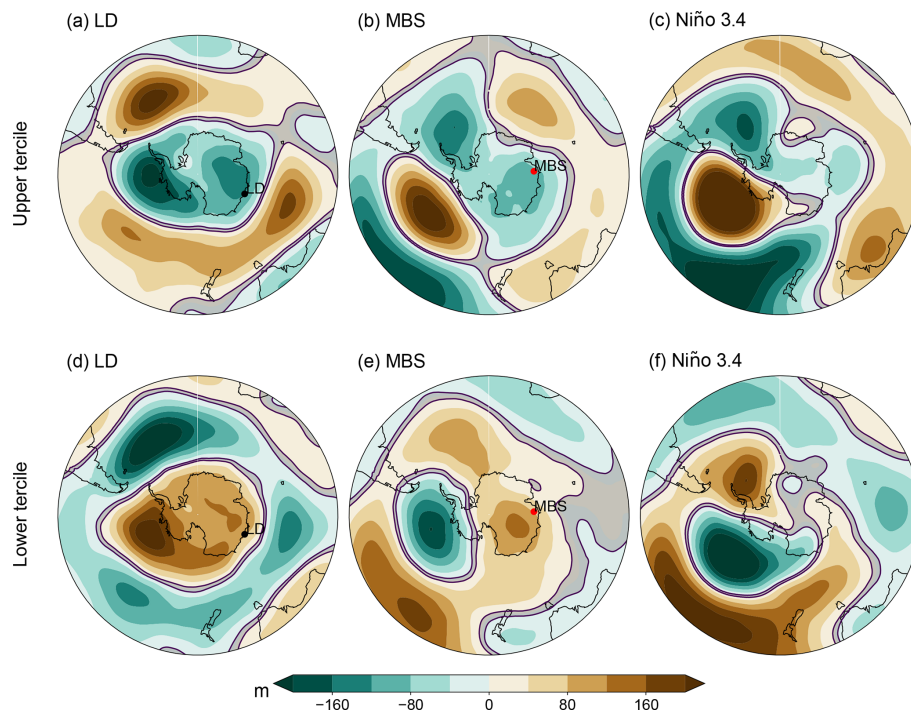 (a) LD
(b) MBS
(c) Niño 3.4
Upper tercile
LD
MBS
(d) LD
(e) MBS
(f) Niño 3.4
Lower tercile
LD
MBS
m
−160
−80
0
80
160